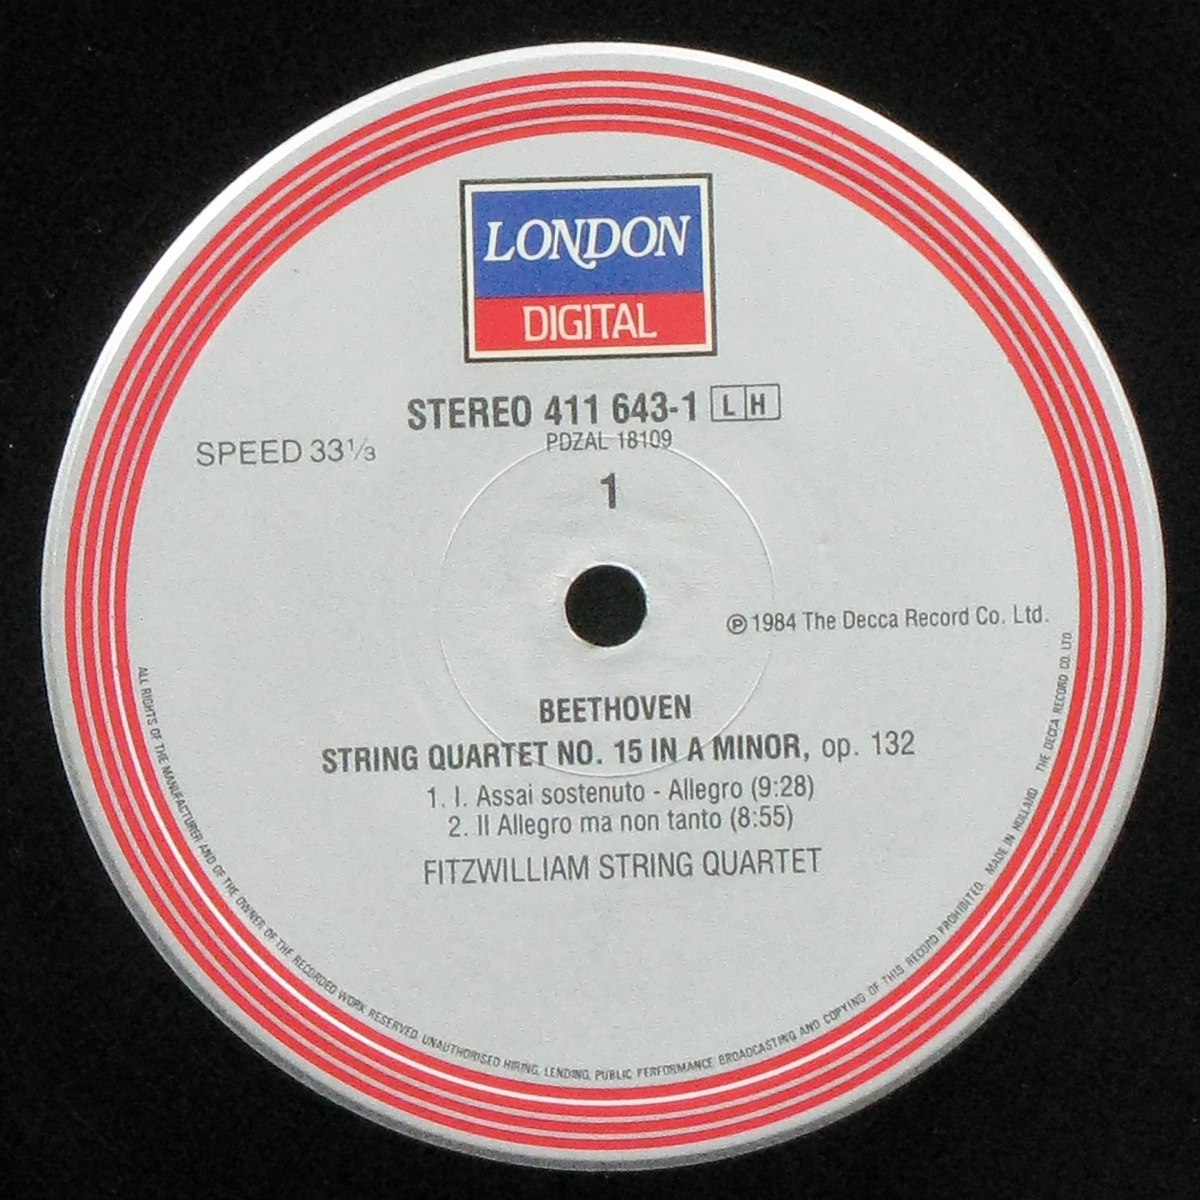 LONDON
DIGITAL
STEREO 411 643-1 L H
PDZAL 18109
SPEED 33⅓
1
℗ 1984 The Decca Record Co. Ltd.
BEETHOVEN
STRING QUARTET NO. 15 IN A MINOR, op. 132
1. I. Assai sostenuto - Allegro (9:28)
2. II Allegro ma non tanto (8:55)
FITZWILLIAM STRING QUARTET
ALL RIGHTS OF THE MANUFACTURER AND OF THE OWNER OF THE RECORDED WORK RESERVED. UNAUTHORISED HIRING, LENDING, PUBLIC PERFORMANCE BROADCASTING AND COPYING OF THIS RECORD PROHIBITED. MADE IN HOLLAND THE DECCA RECORD CO. LTD.